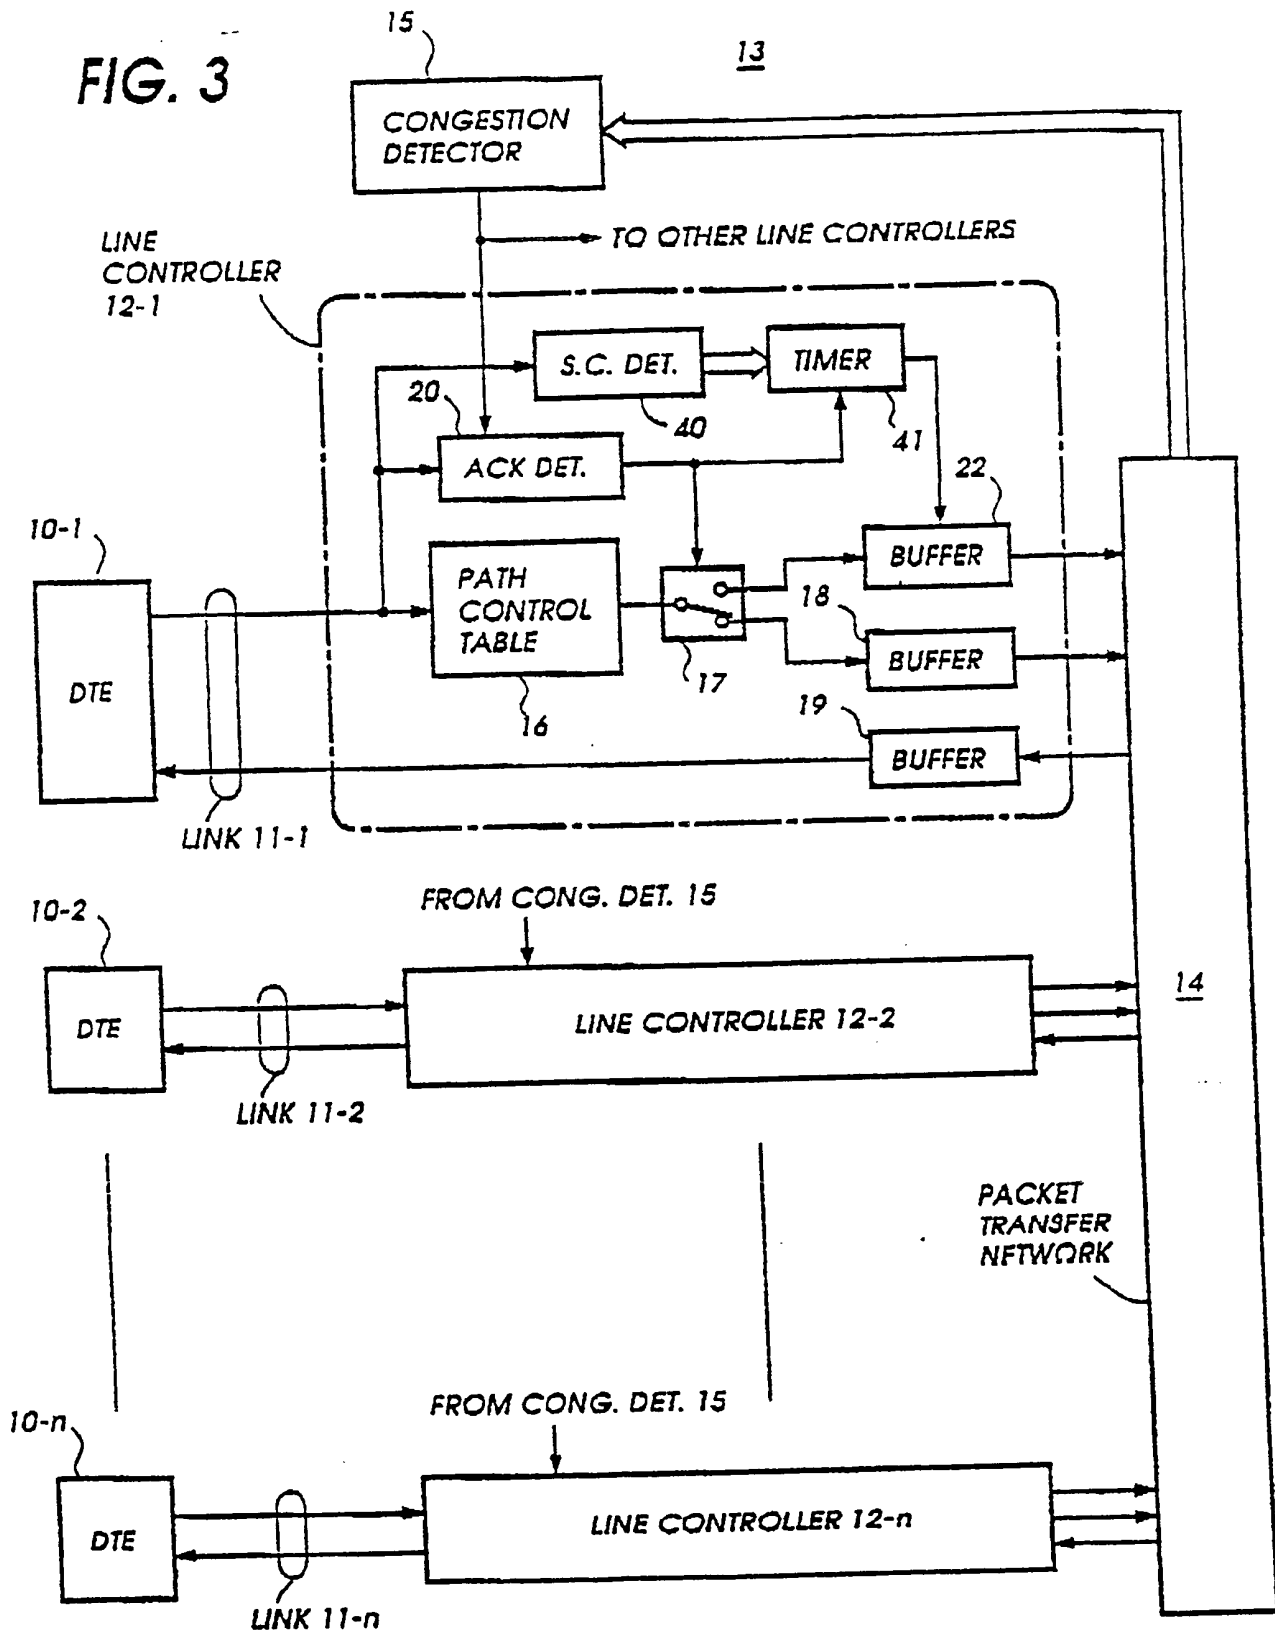 FIG. 3
15
13
CONGESTION
DETECTOR
TO OTHER LINE CONTROLLERS
LINE
CONTROLLER
12-1
S.C. DET.
TIMER
20
40
41
ACK DET.
22
10-1
BUFFER
PATH
CONTROL
TABLE
18
BUFFER
17
DTE
16
19
BUFFER
LINK 11-1
FROM CONG. DET. 15
10-2
14
DTE
LINE CONTROLLER 12-2
LINK 11-2
PACKET
TRANSFER
NETWORK
FROM CONG. DET. 15
10-n
DTE
LINE CONTROLLER 12-n
LINK 11-n